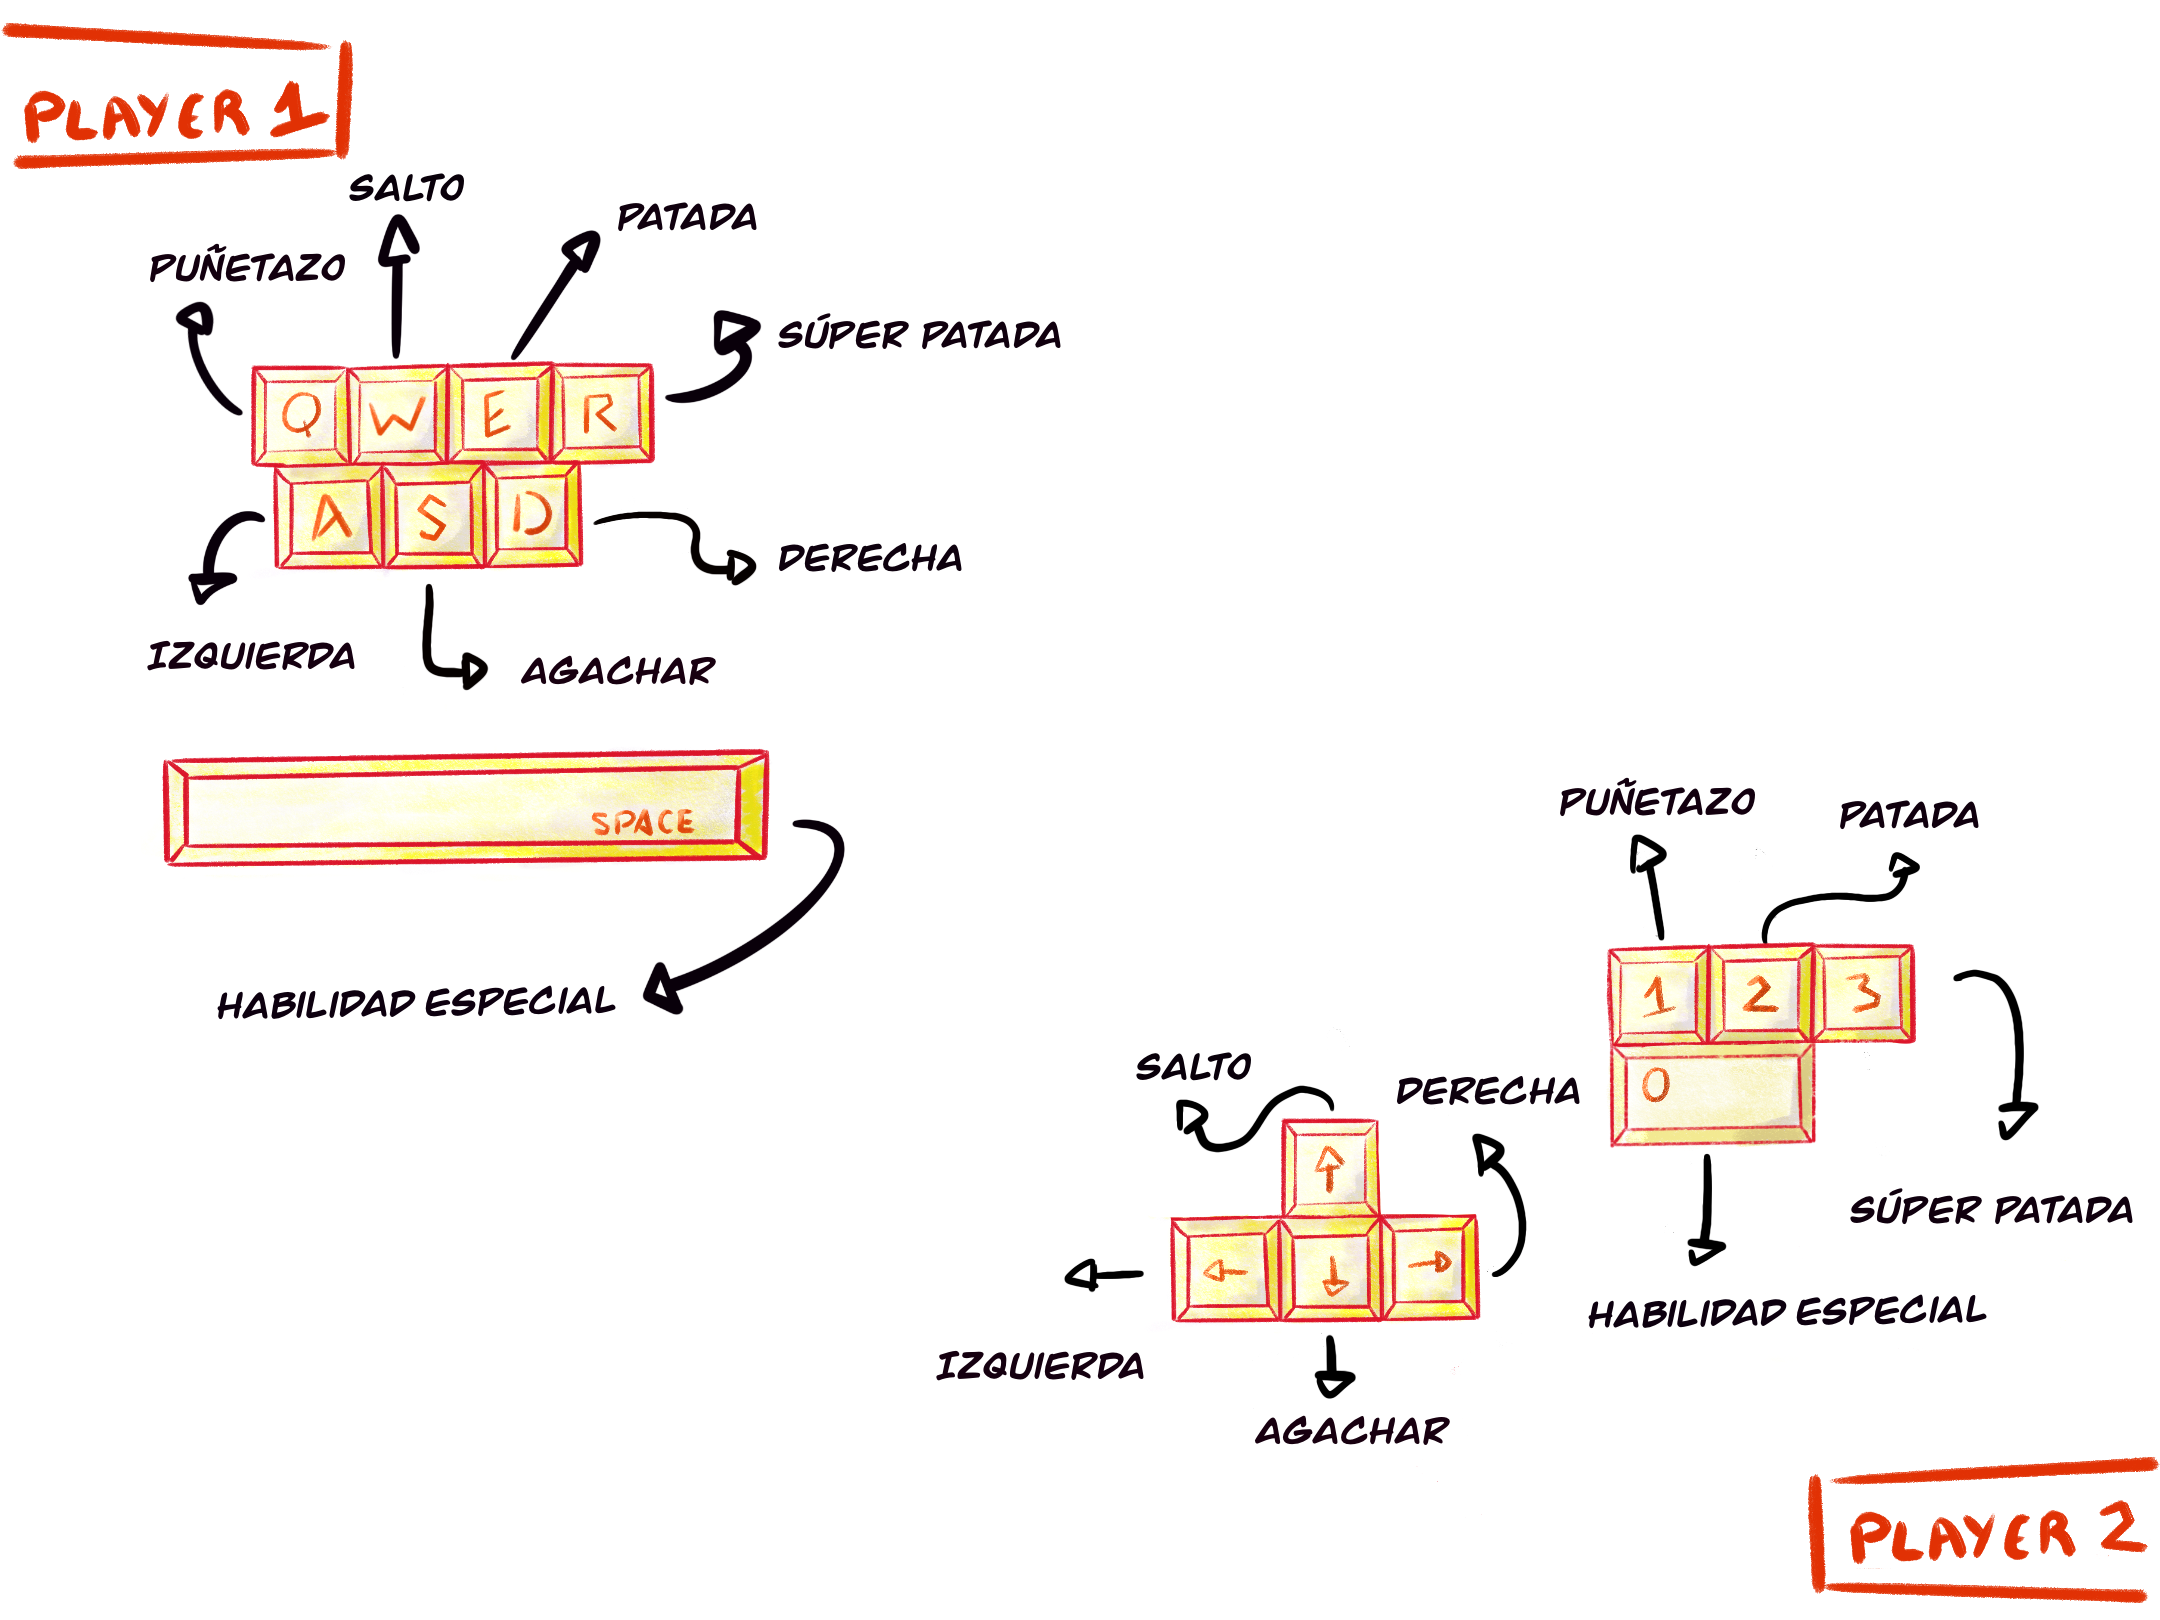 PLAYER 1
SALTO
PATADA
PUÑETAZO
SÚPER PATADA
Q W E R
A S D
DERECHA
IZQUIERDA
AGACHAR
SPACE
HABILIDAD ESPECIAL
PUÑETAZO
PATADA
1 2 3
0
SALTO
DERECHA
↑
← ↓ →
SÚPER PATADA
HABILIDAD ESPECIAL
IZQUIERDA
AGACHAR
PLAYER 2